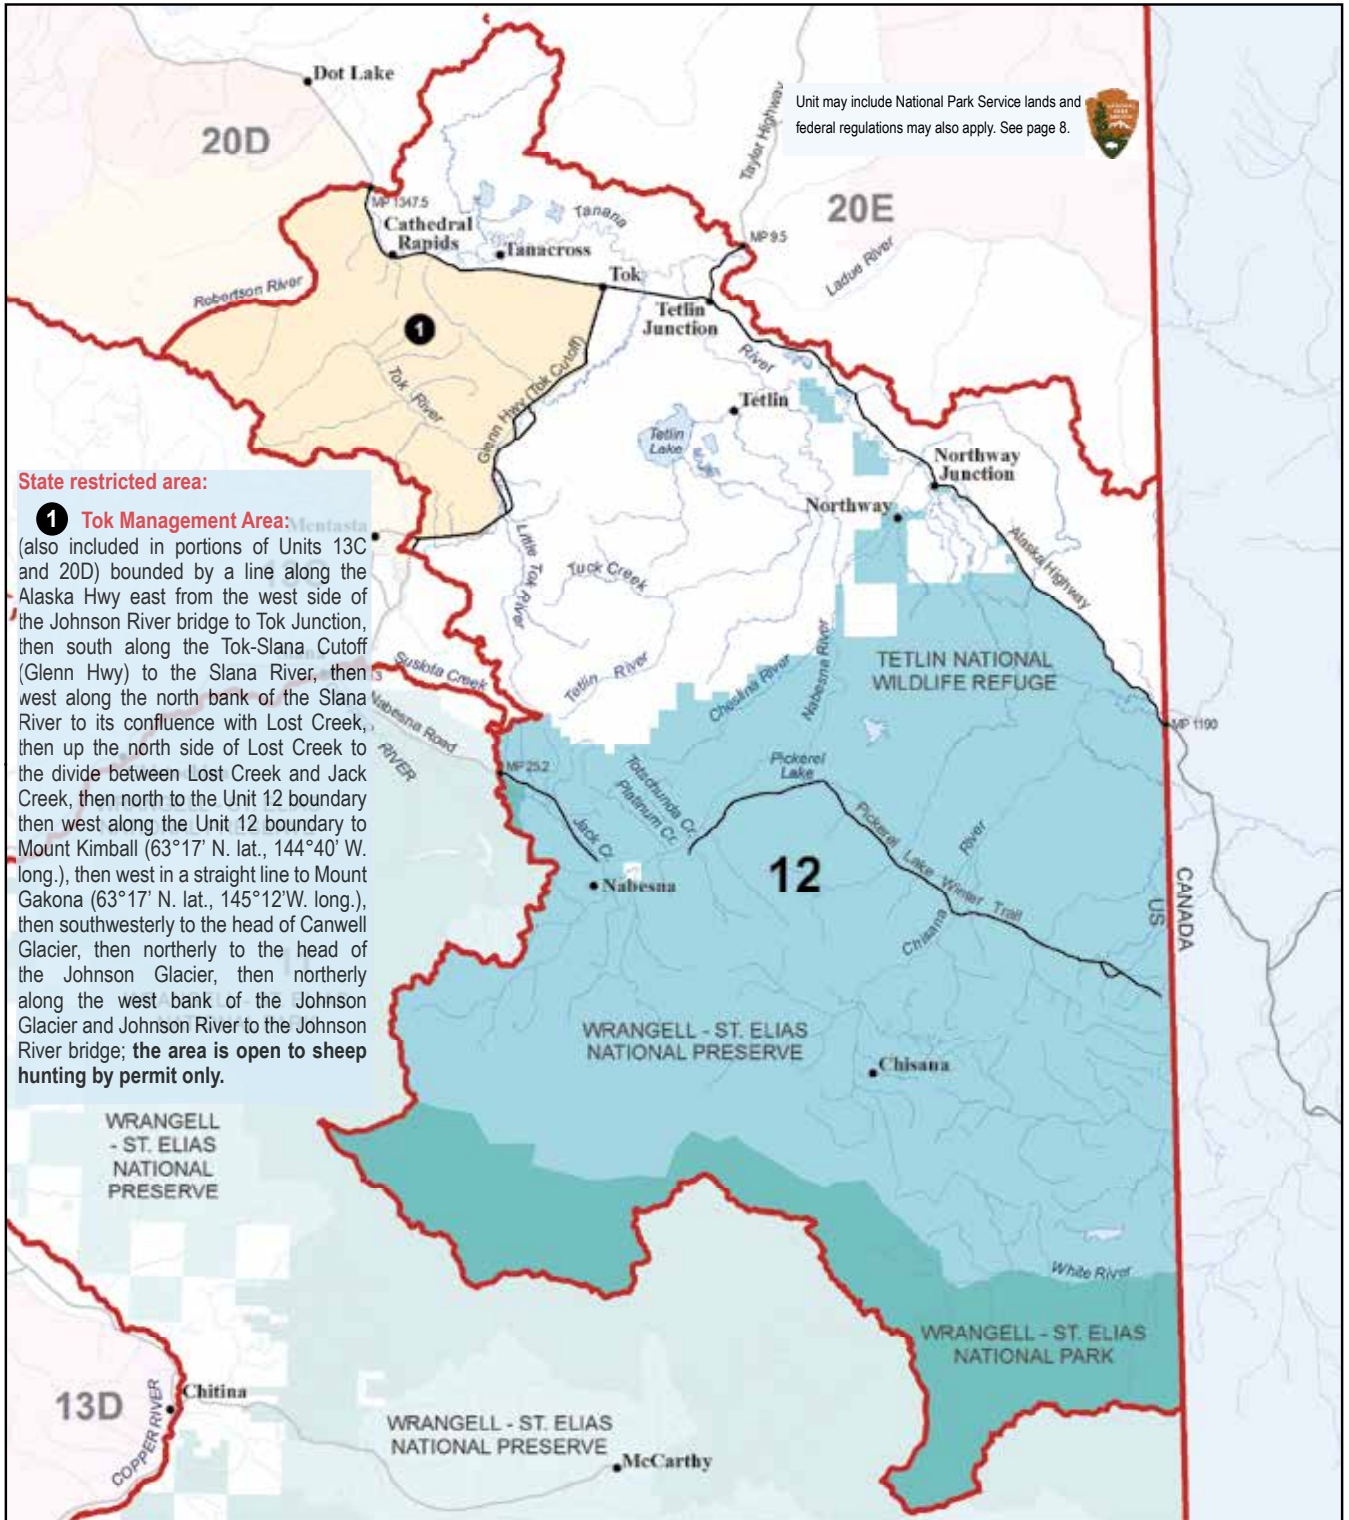 Dot Lake
20D
Taylor Highway
Unit may include National Park Service lands and
federal regulations may also apply. See page 8.
20E
MP 1347.5
Cathedral
Rapids
Tanana
Tanacross
MP 9.5
Ladue River
Robertson River
Tok
Tetlin
Junction
1
River
Tok River
Glenn Hwy (Tok Cutoff)
Tetlin
Tetlin
Lake
Northway
Junction
Northway
State restricted area:
1 Tok Management Area:
Mentasta
(also included in portions of Units 13C
and 20D) bounded by a line along the
Alaska Hwy east from the west side of
the Johnson River bridge to Tok Junction,
then south along the Tok-Slana Cutoff
(Glenn Hwy) to the Slana River, then
west along the north bank of the Slana
River to its confluence with Lost Creek,
then up the north side of Lost Creek to
the divide between Lost Creek and Jack
Creek, then north to the Unit 12 boundary
then west along the Unit 12 boundary to
Mount Kimball (63°17' N. lat., 144°40' W.
long.), then west in a straight line to Mount
Gakona (63°17' N. lat., 145°12'W. long.),
then southwesterly to the head of Canwell
Glacier, then northerly to the head of
the Johnson Glacier, then northerly
along the west bank of the Johnson
Glacier and Johnson River to the Johnson
River bridge; the area is open to sheep
hunting by permit only.
13C
Little Tok River
Tuck Creek
Alaska Highway
Suslota Creek
Tetlin River
Cheslina River
Nabesna River
TETLIN NATIONAL
WILDLIFE REFUGE
Nabesna Road
RIVER
MP 1190
MP 25.2
Totschunda Cr.
Platinum Cr.
Pickerel
Lake
Jack Cr.
Pickerel Lake Winter Trail
Chisana River
12
Nabesna
US
CANADA
WRANGELL - ST. ELIAS
NATIONAL PRESERVE
Chisana
WRANGELL
- ST. ELIAS
NATIONAL
PRESERVE
White River
WRANGELL - ST. ELIAS
NATIONAL PARK
13D
COPPER RIVER
Chitina
WRANGELL - ST. ELIAS
NATIONAL PRESERVE
McCarthy